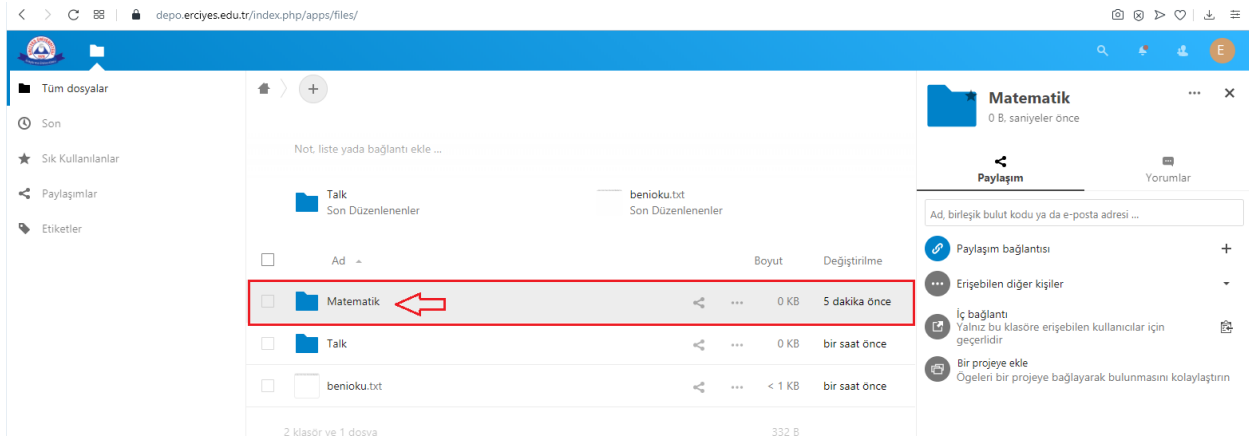 depo.erciyes.edu.tr/index.php/apps/files/
E
Tüm dosyalar
Son
Sık Kullanılanlar
Paylaşımlar
Etiketler
Not, liste yada bağlantı ekle ...
Talk
Son Düzenlenenler
benioku.txt
Son Düzenlenenler
Ad Boyut Değiştirilme
Matematik 0 KB 5 dakika önce
Talk 0 KB bir saat önce
benioku.txt < 1 KB bir saat önce
2 klasör ve 1 dosya 332 B
Matematik
0 B, saniyeler önce
Paylaşım Yorumlar
Ad, birleşik bulut kodu ya da e-posta adresi ...
Paylaşım bağlantısı
Erişebilen diğer kişiler
İç bağlantı
Yalnız bu klasöre erişebilen kullanıcılar için
geçerlidir
Bir projeye ekle
Ögeleri bir projeye bağlayarak bulunmasını kolaylaştırın